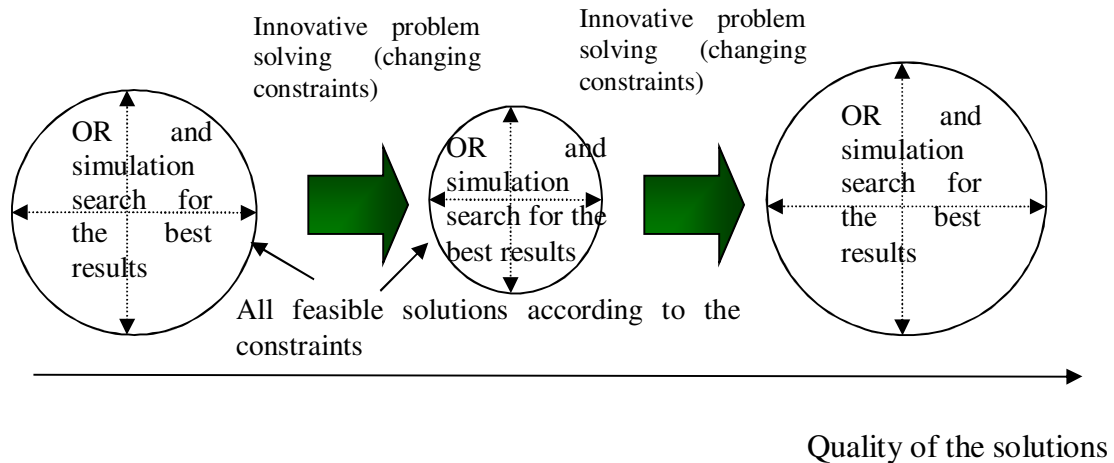 Innovative problem
solving (changing
constraints)
Innovative problem
solving (changing
constraints)
OR and
simulation
search for
the best
results
OR and
simulation
search for the
best results
OR and
simulation
search for
the best
results
All feasible solutions according to the
constraints
Quality of the solutions